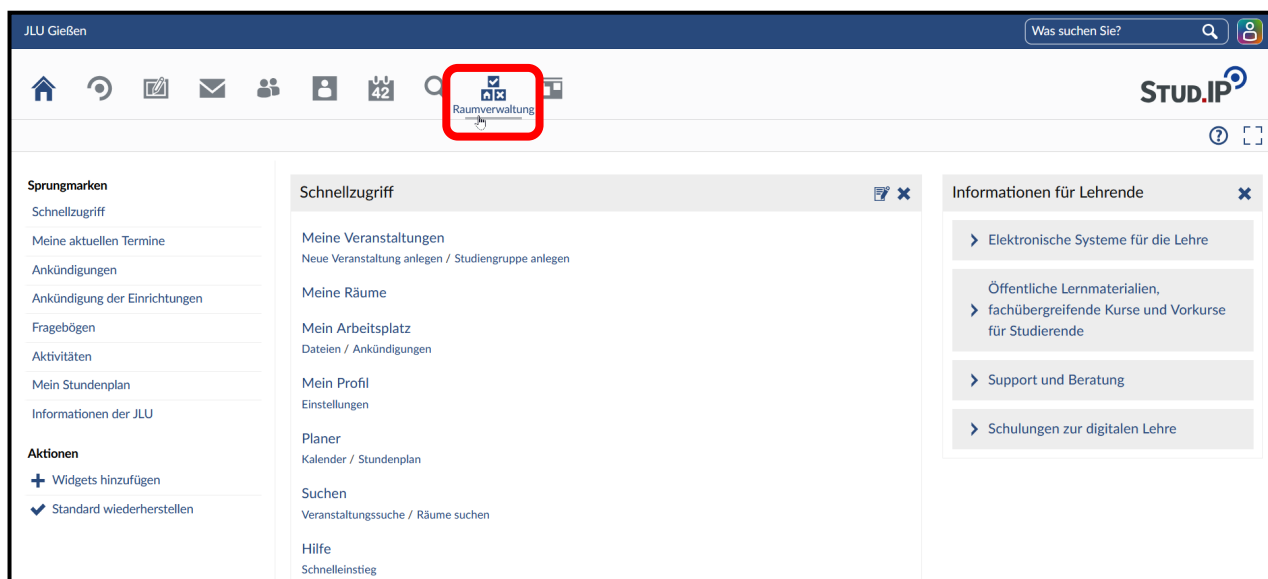 JLU Gießen
Was suchen Sie?
42
Raumverwaltung
STUD.IP
Sprungmarken
Schnellzugriff
Meine aktuellen Termine
Ankündigungen
Ankündigung der Einrichtungen
Fragebögen
Aktivitäten
Mein Stundenplan
Informationen der JLU
Aktionen
Widgets hinzufügen
Standard wiederherstellen
Schnellzugriff
Meine Veranstaltungen
Neue Veranstaltung anlegen / Studiengruppe anlegen
Meine Räume
Mein Arbeitsplatz
Dateien / Ankündigungen
Mein Profil
Einstellungen
Planer
Kalender / Stundenplan
Suchen
Veranstaltungssuche / Räume suchen
Hilfe
Schnelleinstieg
Informationen für Lehrende
Elektronische Systeme für die Lehre
Öffentliche Lernmaterialien,
fachübergreifende Kurse und Vorkurse
für Studierende
Support und Beratung
Schulungen zur digitalen Lehre